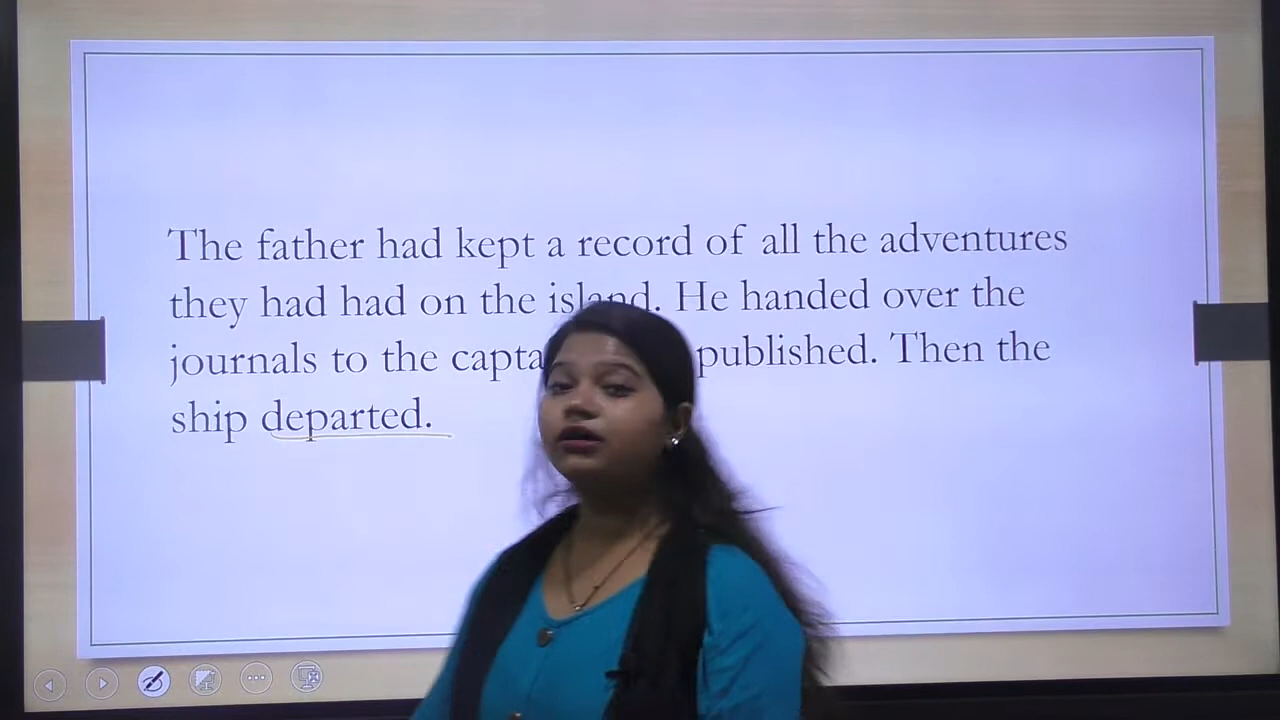 The father had kept a record of all the adventures
they had had on the island. He handed over the
journals to the published. Then the
ship departed.